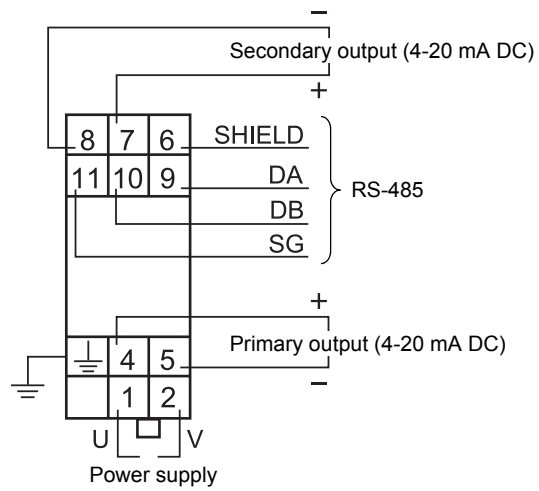 −
Secondary output (4-20 mA DC)
+
8 7 6 SHIELD
11 10 9 DA
RS-485
DB
SG
+
4 5 Primary output (4-20 mA DC)
−
1 2
U V
Power supply